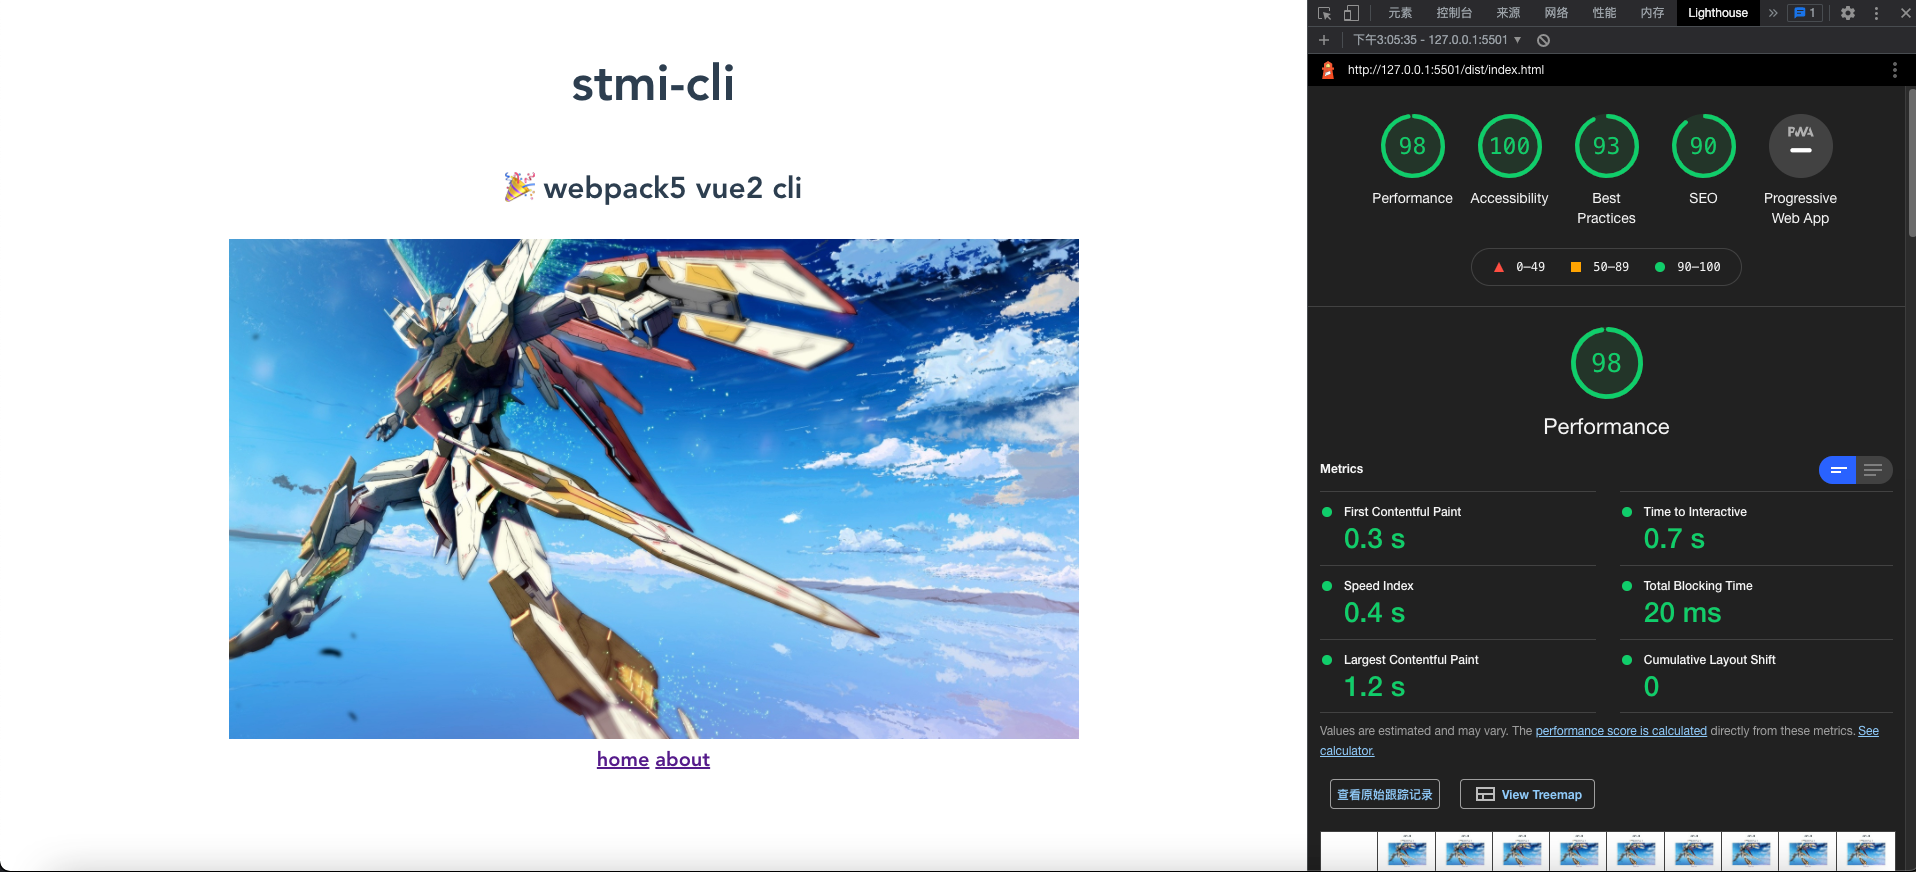 stmi-cli
🎉 webpack5 vue2 cli
home about
元素 控制台 来源 网络 性能 内存 Lighthouse » 1
下午3:05:35 - 127.0.0.1:5501
http://127.0.0.1:5501/dist/index.html
98 100 93 90 PWA
Performance Accessibility Best Practices SEO Progressive Web App
0–49 50–89 90–100
98
Performance
Metrics
First Contentful Paint
0.3 s
Time to Interactive
0.7 s
Speed Index
0.4 s
Total Blocking Time
20 ms
Largest Contentful Paint
1.2 s
Cumulative Layout Shift
0
Values are estimated and may vary. The performance score is calculated directly from these metrics. See
calculator.
查看原始跟踪记录 View Treemap